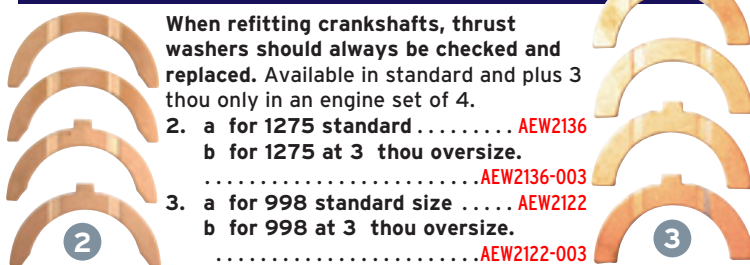 When refitting crankshafts, thrust
washers should always be checked and
replaced. Available in standard and plus 3
thou only in an engine set of 4.
2. a for 1275 standard ......... AEW2136
b for 1275 at 3 thou oversize.
.........................AEW2136-003
3. a for 998 standard size ..... AEW2122
b for 998 at 3 thou oversize.
........................AEW2122-003
2
3